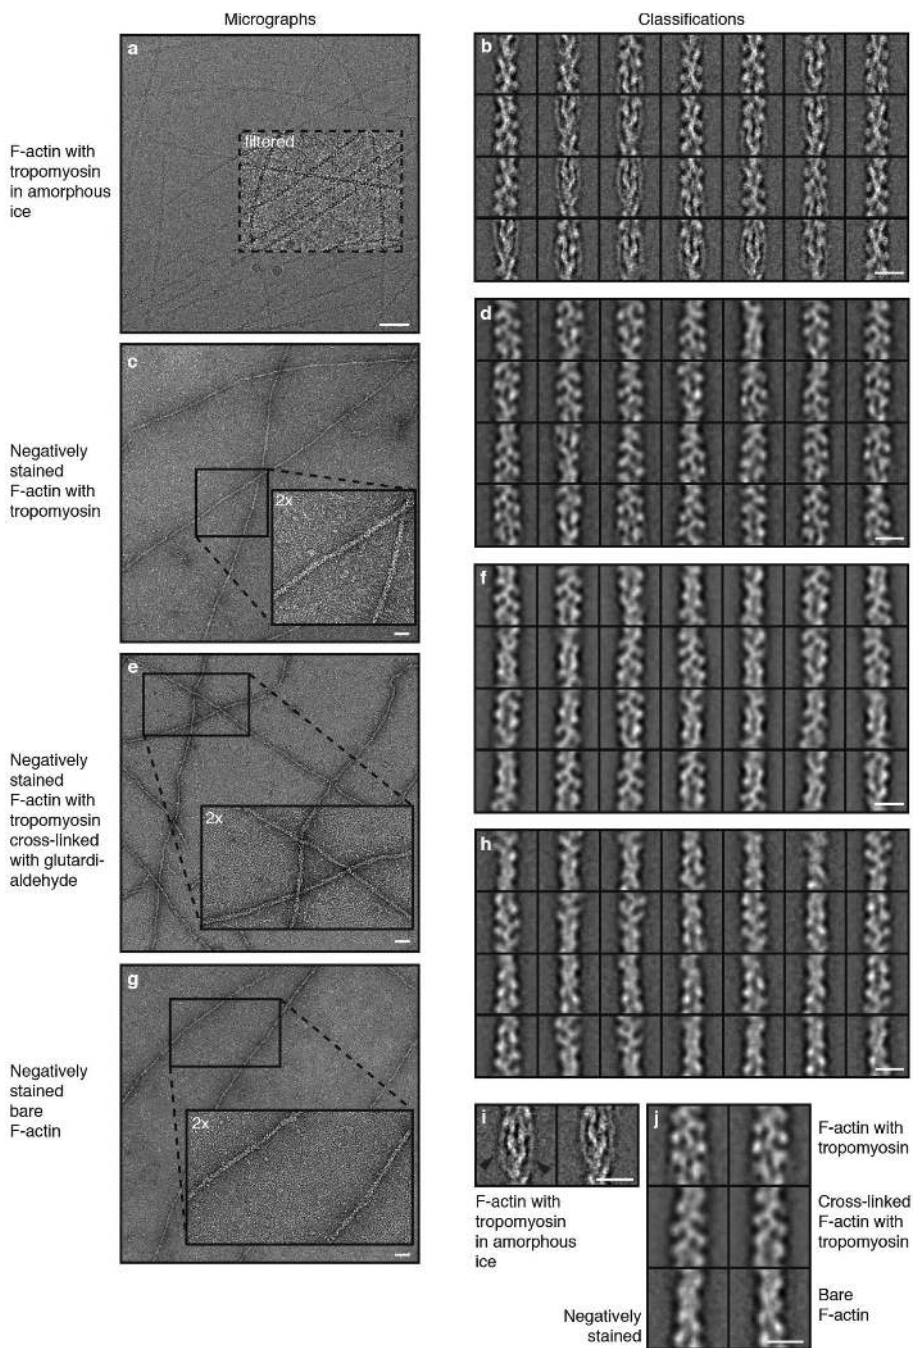 Micrographs
Classifications
a
filtered
b
F-actin with
tropomyosin
in amorphous
ice
c
2x
d
Negatively
stained
F-actin with
tropomyosin
e
2x
f
Negatively
stained
F-actin with
tropomyosin
cross-linked
with glutardi-
aldehyde
g
2x
h
Negatively
stained
bare
F-actin
i
j
F-actin with
tropomyosin
in amorphous
ice
F-actin with
tropomyosin
Cross-linked
F-actin with
tropomyosin
Bare
F-actin
Negatively
stained